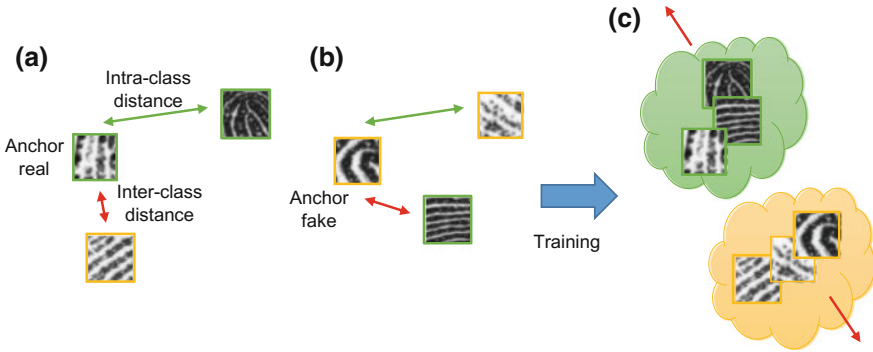 (a)
Intra-class
distance
Anchor
real
Inter-class
distance
(b)
Anchor
fake
Training
(c)